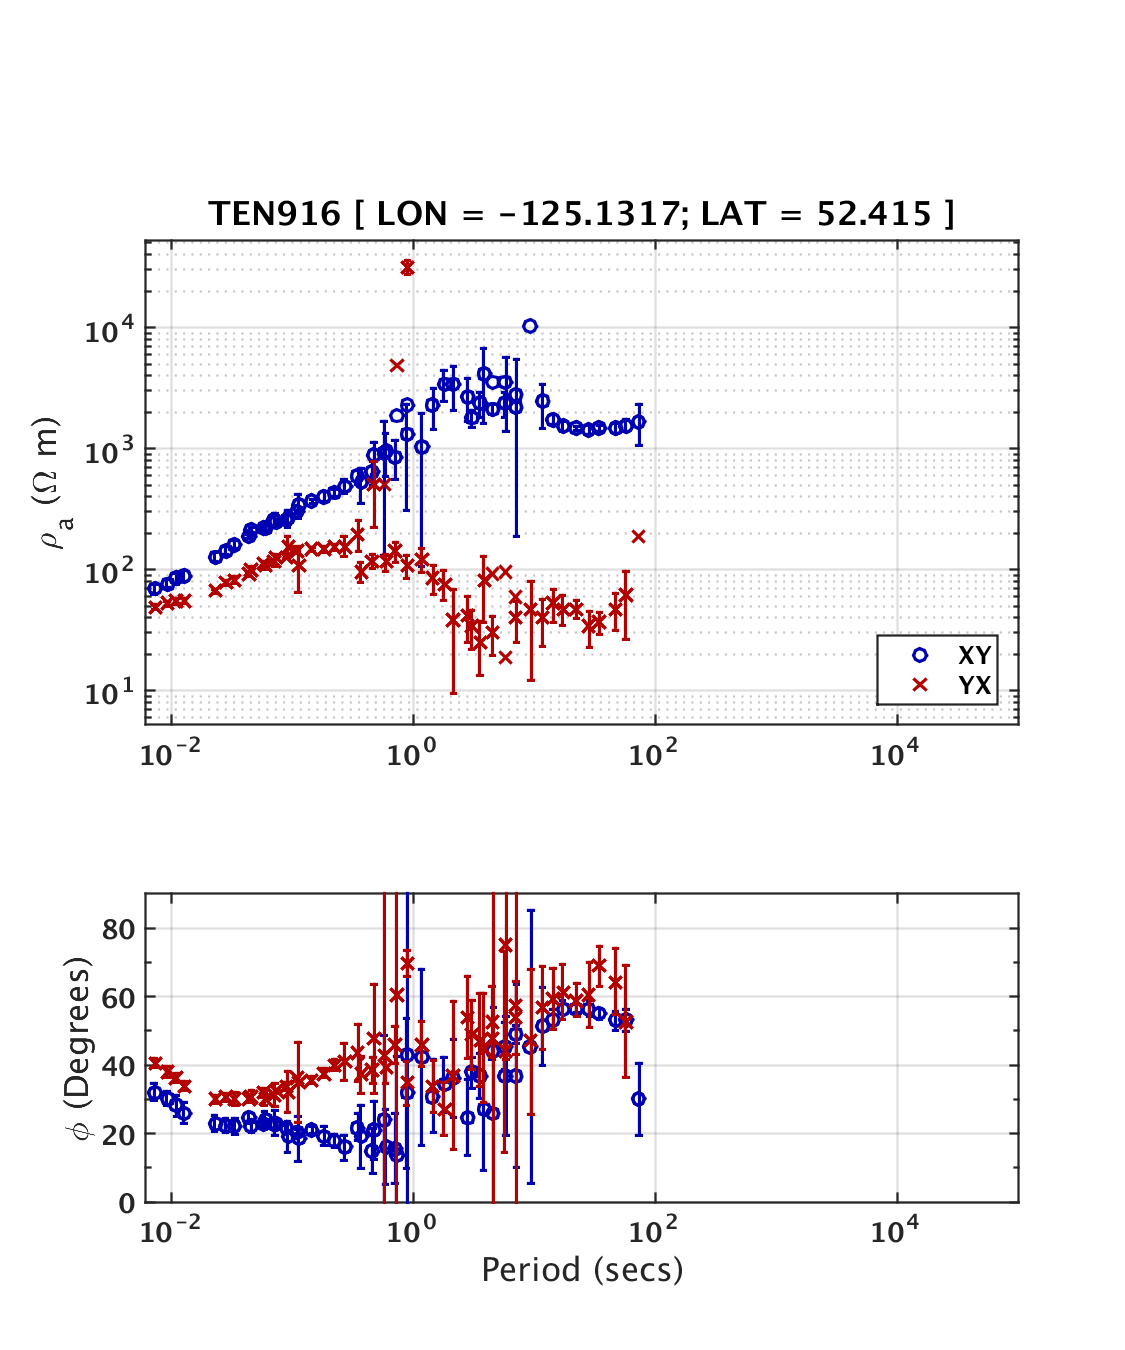 TEN916 [ LON = −125.1317; LAT = 52.415 ]
ρa (Ω m)
10^4
10^3
10^2
10^1
10^−2
10^0
10^2
10^4
XY
YX
ϕ (Degrees)
80
60
40
20
0
10^−2
10^0
10^2
10^4
Period (secs)